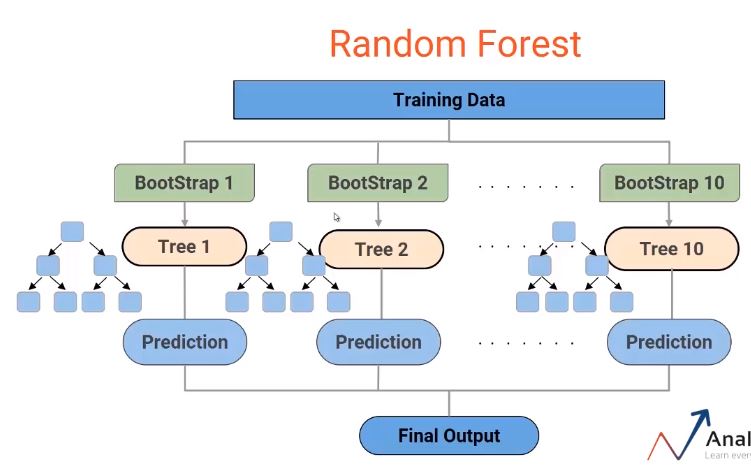 Random Forest
Training Data
BootStrap 1
BootStrap 2
. . . . . . .
BootStrap 10
Tree 1
Tree 2
. . . . . . .
Tree 10
Prediction
Prediction
. . . . . . .
Prediction
Final Output
Anal
Learn ever